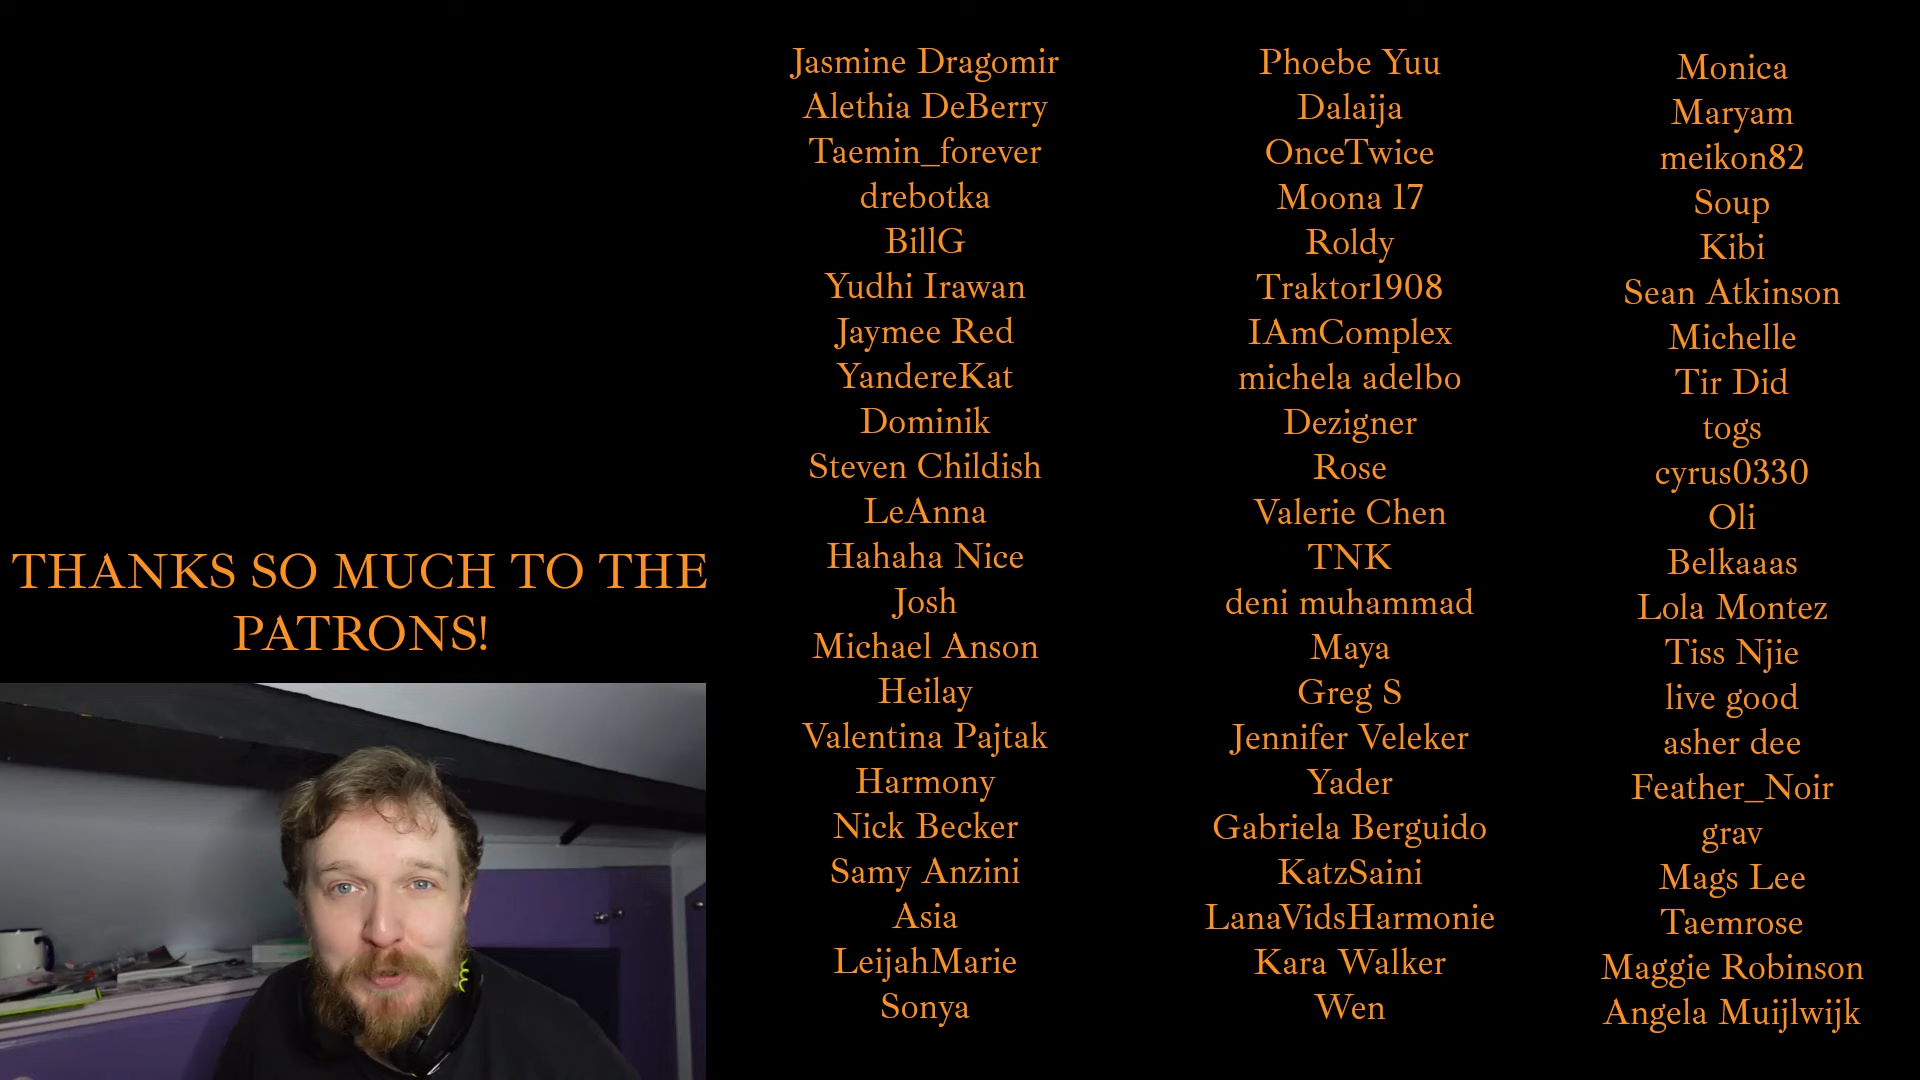 THANKS SO MUCH TO THE
PATRONS!
Jasmine Dragomir
Alethia DeBerry
Taemin_forever
drebotka
BillG
Yudhi Irawan
Jaymee Red
YandereKat
Dominik
Steven Childish
LeAnna
Hahaha Nice
Josh
Michael Anson
Heilay
Valentina Pajtak
Harmony
Nick Becker
Samy Anzini
Asia
LeijahMarie
Sonya
Phoebe Yuu
Dalaija
OnceTwice
Moona 17
Roldy
Traktor1908
IAmComplex
michela adelbo
Dezigner
Rose
Valerie Chen
TNK
deni muhammad
Maya
Greg S
Jennifer Veleker
Yader
Gabriela Berguido
KatzSaini
LanaVidsHarmonie
Kara Walker
Wen
Monica
Maryam
meikon82
Soup
Kibi
Sean Atkinson
Michelle
Tir Did
togs
cyrus0330
Oli
Belkaaas
Lola Montez
Tiss Njie
live good
asher dee
Feather_Noir
grav
Mags Lee
Taemrose
Maggie Robinson
Angela Muijlwijk